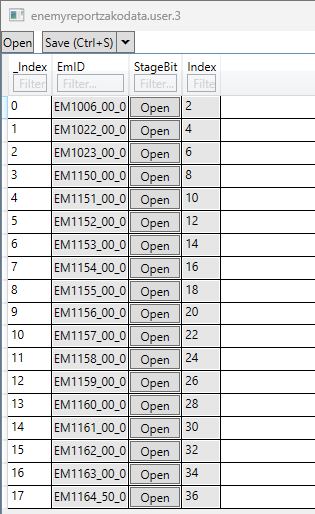 enemyreportzakodata.user.3
Open Save (Ctrl+S)
_Index EmID StageBit Index
Filter... Filter... Filter... Filter...
0 EM1006_00_0 Open 2
1 EM1022_00_0 Open 4
2 EM1023_00_0 Open 6
3 EM1150_00_0 Open 8
4 EM1151_00_0 Open 10
5 EM1152_00_0 Open 12
6 EM1153_00_0 Open 14
7 EM1154_00_0 Open 16
8 EM1155_00_0 Open 18
9 EM1156_00_0 Open 20
10 EM1157_00_0 Open 22
11 EM1158_00_0 Open 24
12 EM1159_00_0 Open 26
13 EM1160_00_0 Open 28
14 EM1161_00_0 Open 30
15 EM1162_00_0 Open 32
16 EM1163_00_0 Open 34
17 EM1164_50_0 Open 36